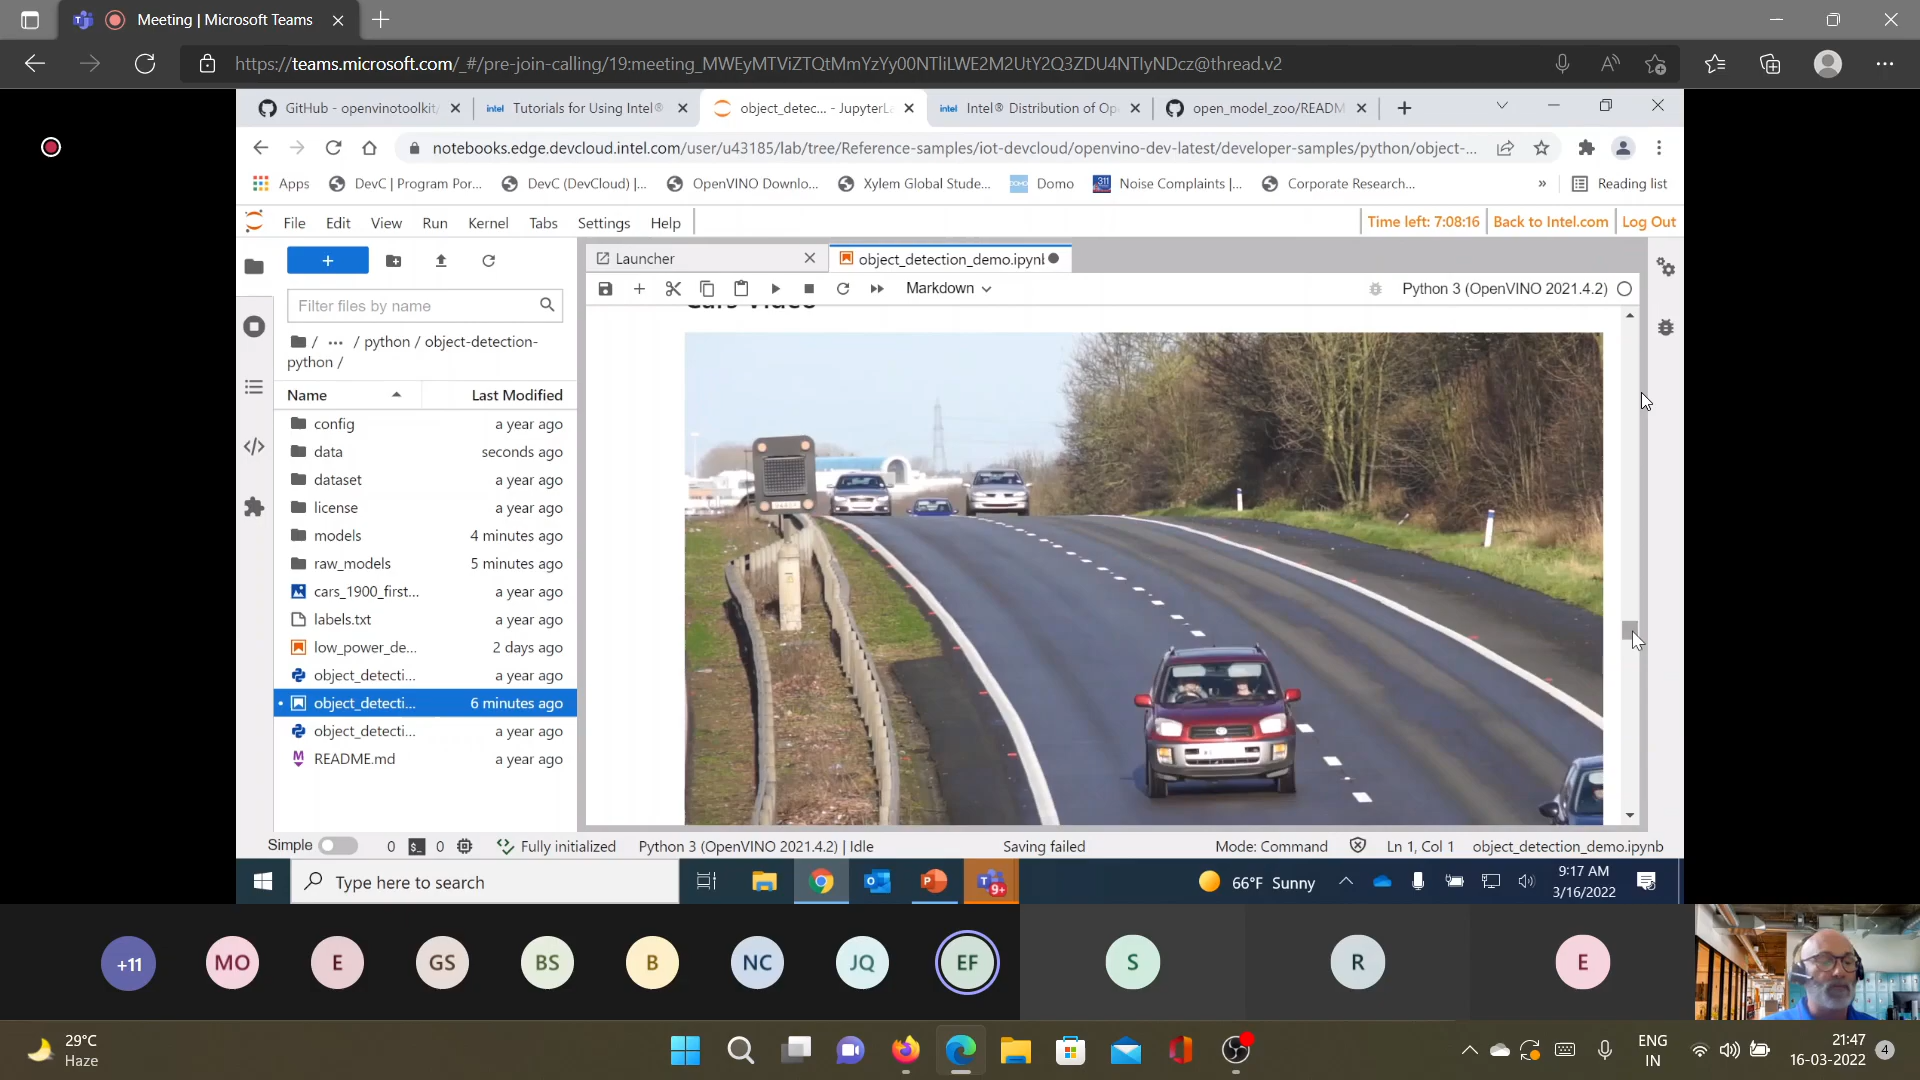 Meeting | Microsoft Teams
https://teams.microsoft.com/_#/pre-join-calling/19:meeting_MWEyMTViZTQtMmYzYy00NTliLWE2M2UtY2Q3ZDU4NTIyNDcz@thread.v2
GitHub - openvinotoolkit/
intel Tutorials for Using Intel®
object_detec... - JupyterLa
intel Intel® Distribution of Op
open_model_zoo/READM
notebooks.edge.devcloud.intel.com/user/u43185/lab/tree/Reference-samples/iot-devcloud/openvino-dev-latest/developer-samples/python/object-...
Apps DevC | Program Por... DevC (DevCloud) |... OpenVINO Downlo... Xylem Global Stude... Domo 311 Noise Complaints |... Corporate Research... » Reading list
File Edit View Run Kernel Tabs Settings Help
Time left: 7:08:16 Back to Intel.com Log Out
Launcher
object_detection_demo.ipynb
Filter files by name
Markdown
Python 3 (OpenVINO 2021.4.2)
Cars Video
/ ... / python / object-detection-
python /
Name Last Modified
config a year ago
data seconds ago
dataset a year ago
license a year ago
models 4 minutes ago
raw_models 5 minutes ago
cars_1900_first... a year ago
labels.txt a year ago
low_power_de... 2 days ago
object_detecti... a year ago
object_detecti... 6 minutes ago
object_detecti... a year ago
README.md a year ago
Simple 0 $_ 0 Fully initialized Python 3 (OpenVINO 2021.4.2) | Idle Saving failed Mode: Command Ln 1, Col 1 object_detection_demo.ipynb
Type here to search
9+
66°F Sunny
9:17 AM
3/16/2022
+11 MO E GS BS B NC JQ EF S R E
29°C
Haze
ENG
IN
21:47
16-03-2022
4